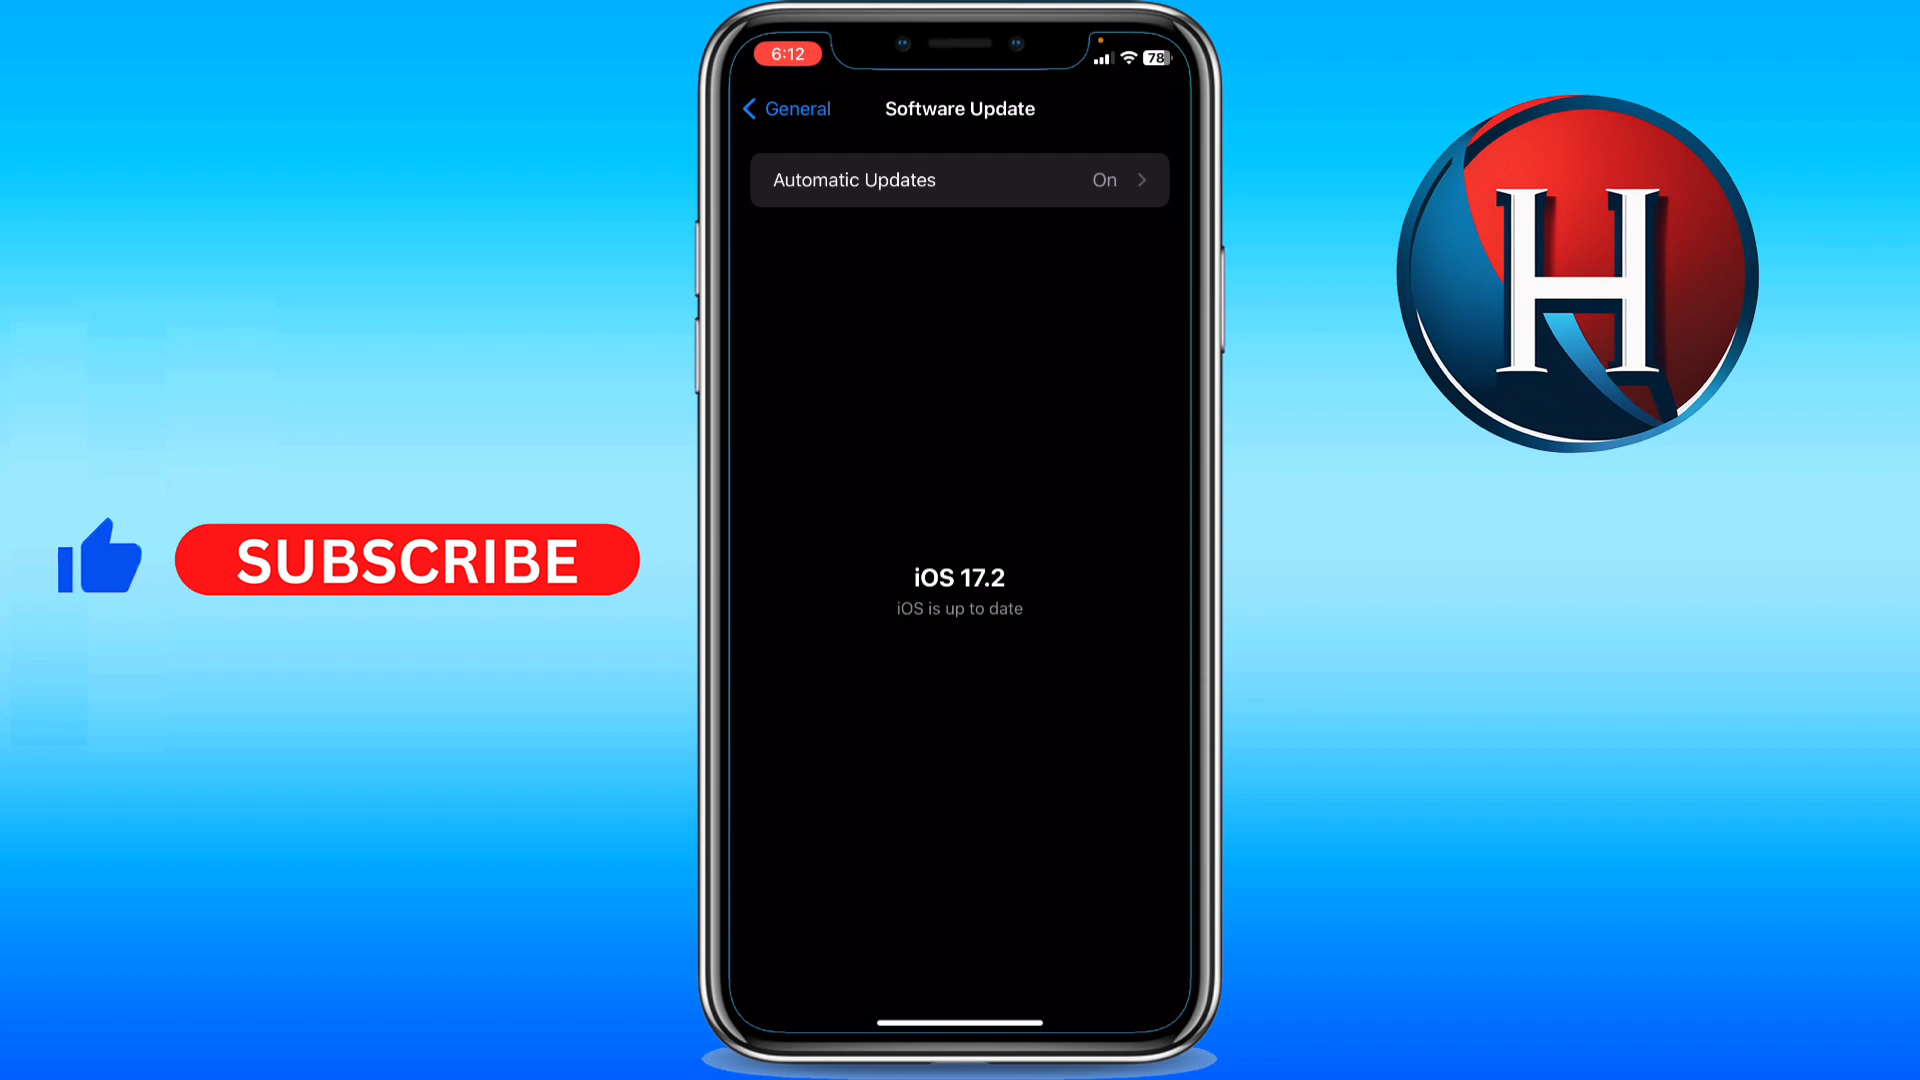 6:12
78
General
Software Update
Automatic Updates
On
H
SUBSCRIBE
iOS 17.2
iOS is up to date